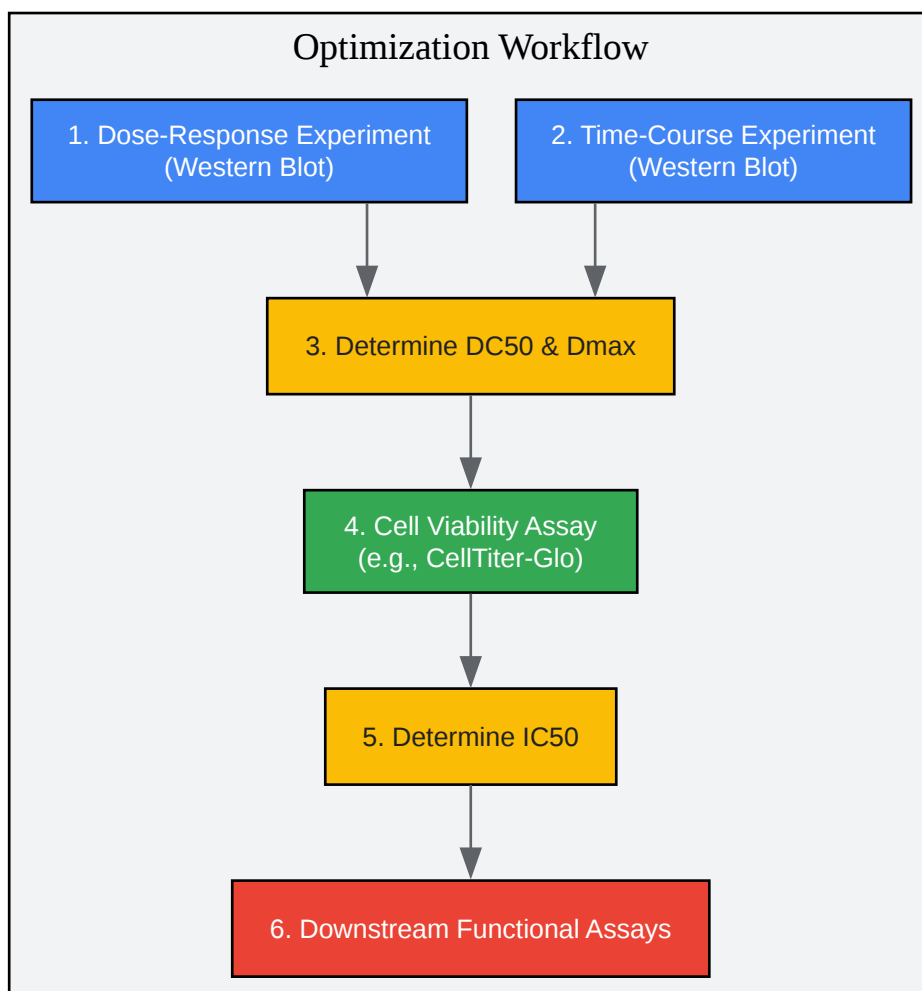 Optimization Workflow
1. Dose-Response Experiment
(Western Blot)
2. Time-Course Experiment
(Western Blot)
3. Determine DC50 & Dmax
4. Cell Viability Assay
(e.g., CellTiter-Glo)
5. Determine IC50
6. Downstream Functional Assays